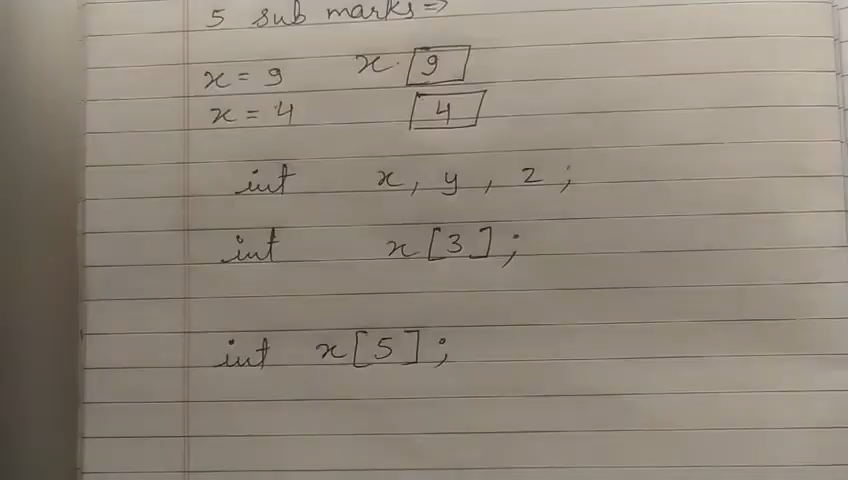 5 sub marks ⇒
x = 9 x. 9
x = 4 4
int x, y, z;
int x[3];
int x[5];